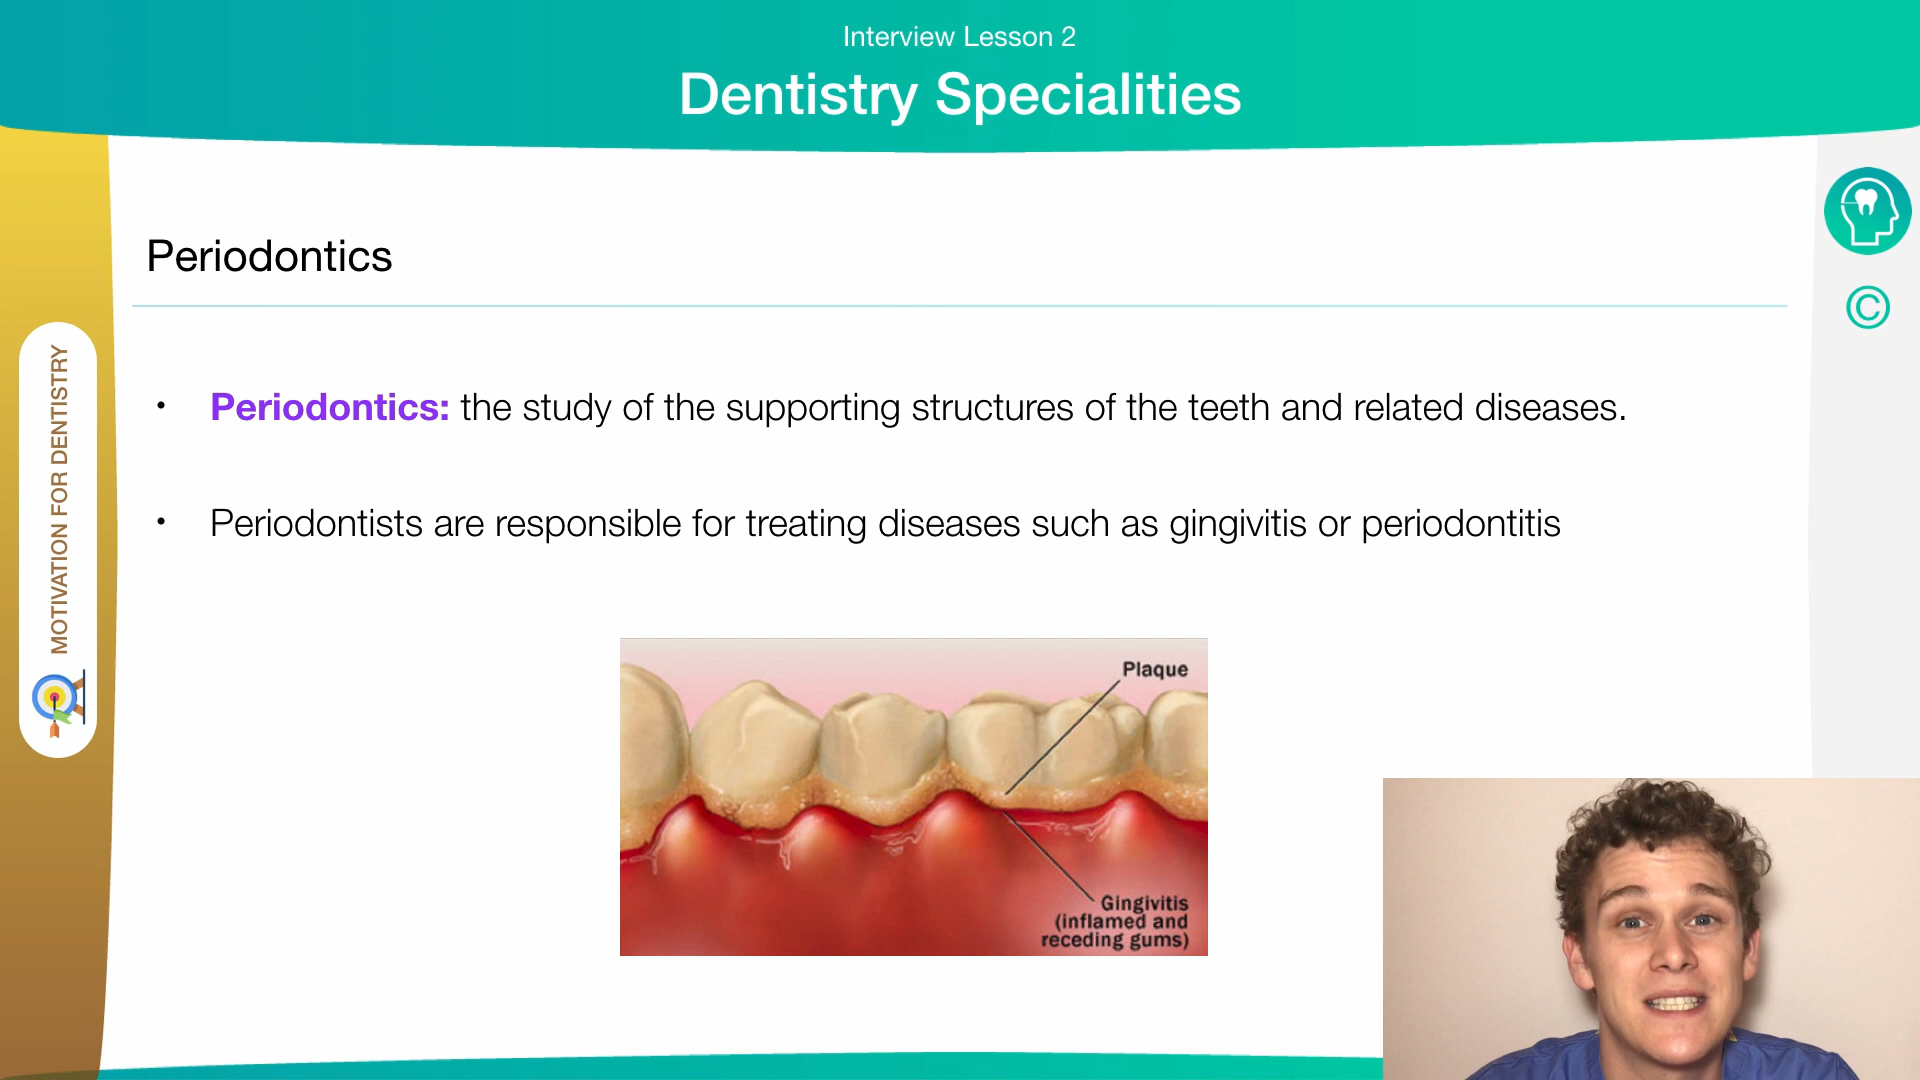 Interview Lesson 2
Dentistry Specialities
MOTIVATION FOR DENTISTRY
©
Periodontics
• Periodontics: the study of the supporting structures of the teeth and related diseases.
• Periodontists are responsible for treating diseases such as gingivitis or periodontitis
Plaque
Gingivitis
(inflamed and
receding gums)